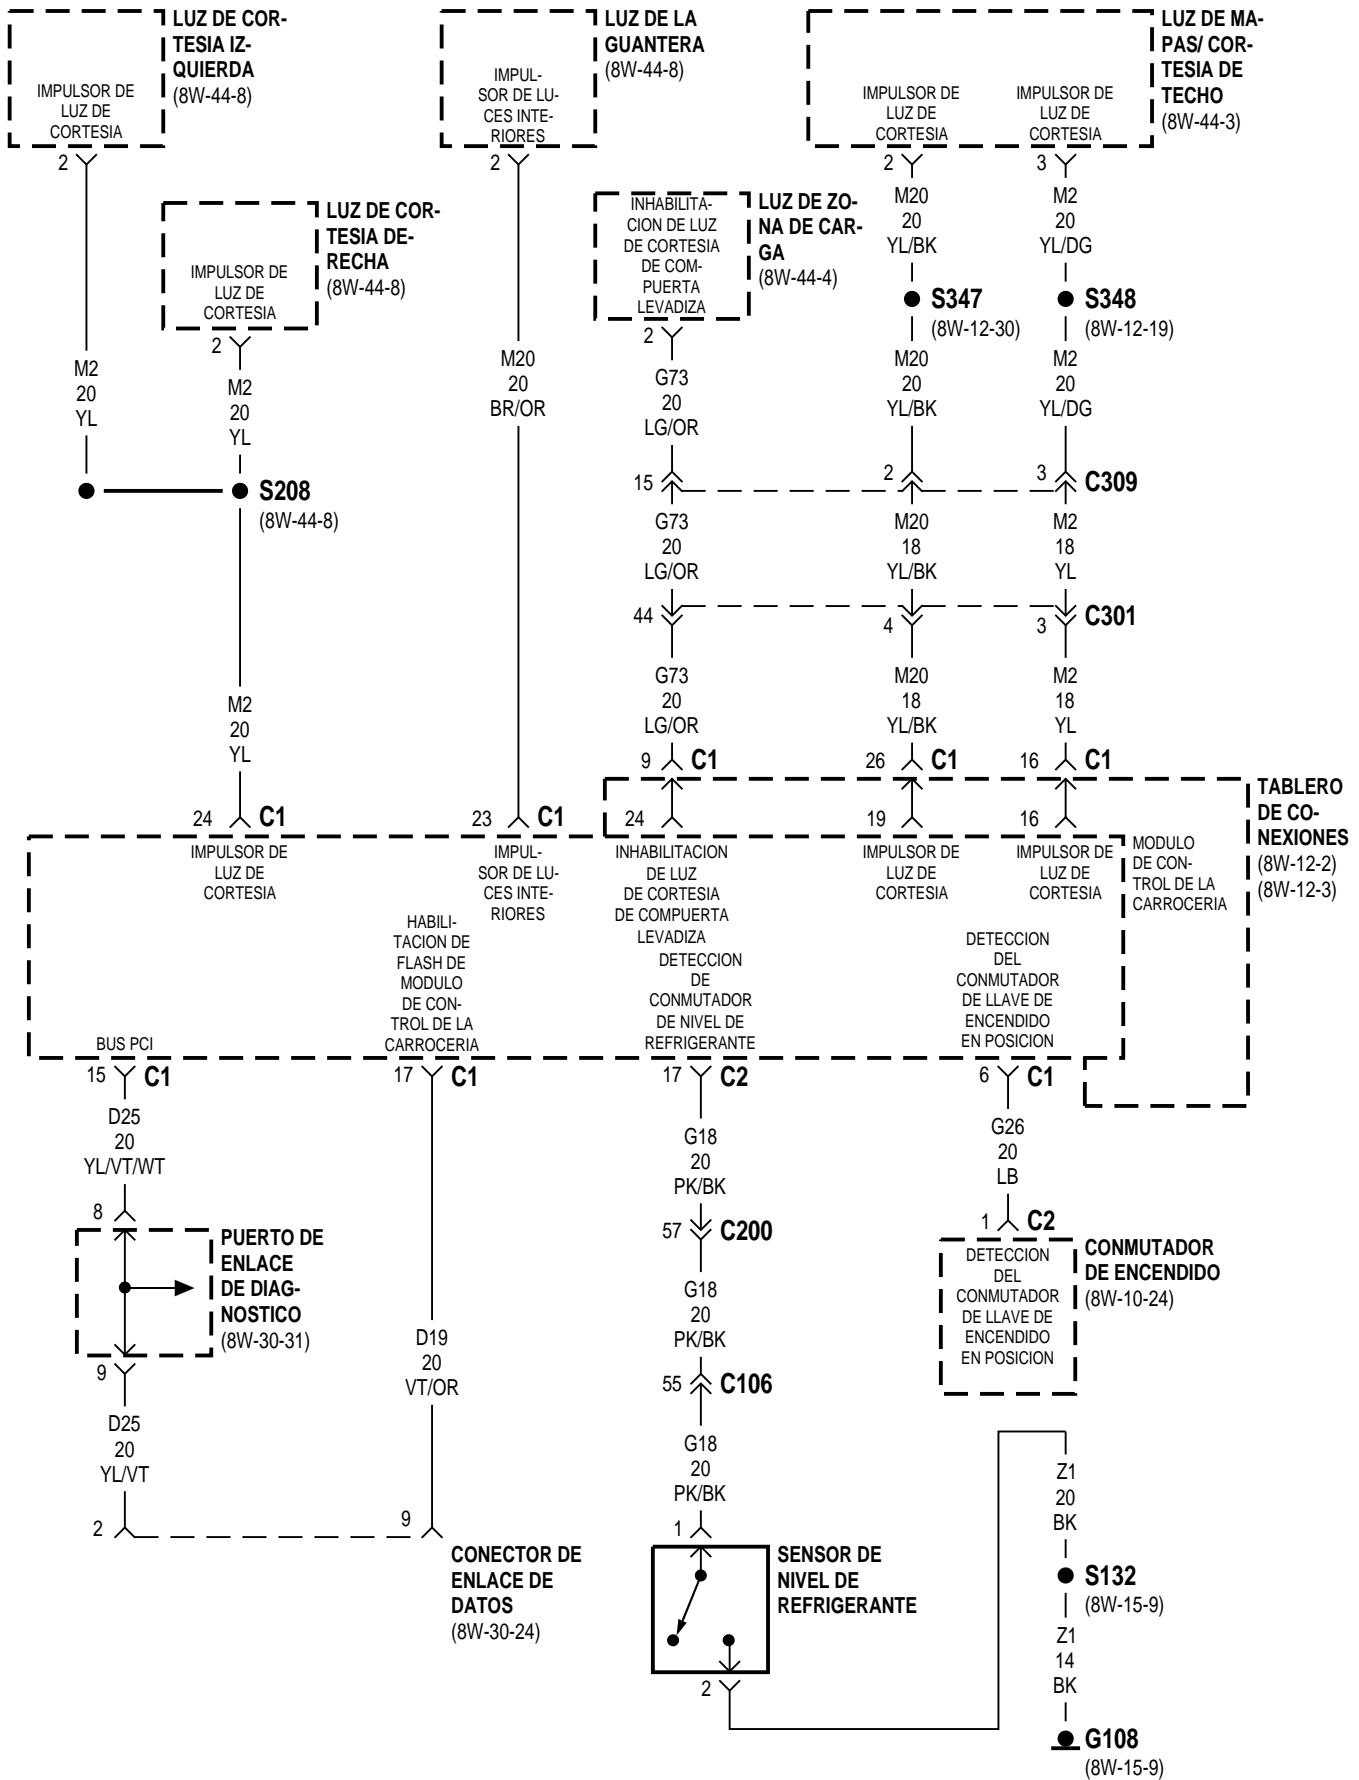 LUZ DE COR-
TESIA IZ-
QUIERDA
(8W-44-8)
IMPULSOR DE
LUZ DE
CORTESIA
2
LUZ DE LA
GUANTERA
(8W-44-8)
IMPUL-
SOR DE LU-
CES INTE-
RIORES
2
LUZ DE MA-
PAS/ COR-
TESIA DE
TECHO
(8W-44-3)
IMPULSOR DE
LUZ DE
CORTESIA
IMPULSOR DE
LUZ DE
CORTESIA
2
3
LUZ DE COR-
TESIA DE-
RECHA
(8W-44-8)
IMPULSOR DE
LUZ DE
CORTESIA
2
INHABILITA-
CION DE LUZ
DE CORTESIA
DE COM-
PUERTA
LEVADIZA
LUZ DE ZO-
NA DE CAR-
GA
(8W-44-4)
2
M20
20
YL/BK
M2
20
YL/DG
S347
(8W-12-30)
S348
(8W-12-19)
M2
20
YL
M2
20
YL
M20
20
BR/OR
G73
20
LG/OR
M20
20
YL/BK
M2
20
YL/DG
S208
(8W-44-8)
15
2
3
C309
G73
20
LG/OR
M20
18
YL/BK
M2
18
YL
44
4
3
C301
M2
20
YL
G73
20
LG/OR
M20
18
YL/BK
M2
18
YL
9
C1
26
C1
16
C1
24
C1
23
C1
24
19
16
TABLERO
DE CO-
NEXIONES
(8W-12-2)
(8W-12-3)
IMPULSOR DE
LUZ DE
CORTESIA
IMPUL-
SOR DE LU-
CES INTE-
RIORES
INHABILITACION
DE LUZ
DE CORTESIA
DE COMPUERTA
LEVADIZA
IMPULSOR DE
LUZ DE
CORTESIA
IMPULSOR DE
LUZ DE
CORTESIA
MODULO
DE CON-
TROL DE LA
CARROCERIA
BUS PCI
HABILI-
TACION DE
FLASH DE
MODULO
DE CON-
TROL DE LA
CARROCERIA
DETECCION
DE
CONMUTADOR
DE NIVEL DE
REFRIGERANTE
DETECCION
DEL
CONMUTADOR
DE LLAVE DE
ENCENDIDO
EN POSICION
15
C1
17
C1
17
C2
6
C1
D25
20
YL/VT/WT
G18
20
PK/BK
G26
20
LB
8
57
C200
1
C2
PUERTO DE
ENLACE
DE DIAG-
NOSTICO
(8W-30-31)
DETECCION
DEL
CONMUTADOR
DE LLAVE DE
ENCENDIDO
EN POSICION
CONMUTADOR
DE ENCENDIDO
(8W-10-24)
G18
20
PK/BK
D19
20
VT/OR
9
55
C106
D25
20
YL/VT
G18
20
PK/BK
Z1
20
BK
2
9
1
CONECTOR DE
ENLACE DE
DATOS
(8W-30-24)
SENSOR DE
NIVEL DE
REFRIGERANTE
S132
(8W-15-9)
Z1
14
BK
2
G108
(8W-15-9)